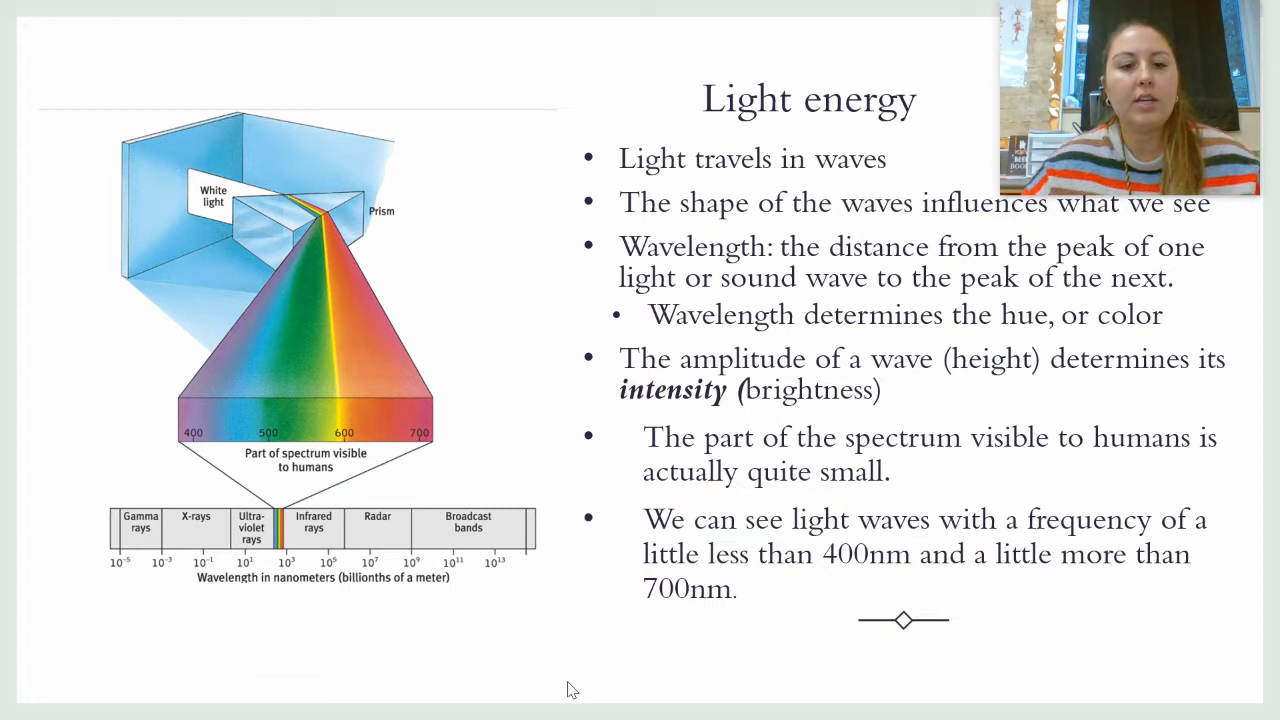 Light energy
• Light travels in waves
• The shape of the waves influences what we see
• Wavelength: the distance from the peak of one
light or sound wave to the peak of the next.
• Wavelength determines the hue, or color
• The amplitude of a wave (height) determines its
intensity (brightness)
• The part of the spectrum visible to humans is
actually quite small.
• We can see light waves with a frequency of a
little less than 400nm and a little more than
700nm.
White
light
Prism
400 500 600 700
Part of spectrum visible
to humans
Gamma
rays
X-rays
Ultra-
violet
rays
Infrared
rays
Radar
Broadcast
bands
10⁻⁵ 10⁻³ 10⁻¹ 10¹ 10³ 10⁵ 10⁷ 10⁹ 10¹¹ 10¹³
Wavelength in nanometers (billionths of a meter)